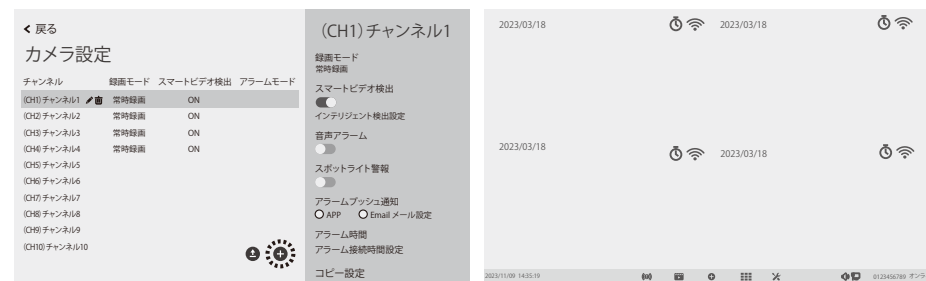 戻る
カメラ設定
チャンネル 録画モード スマートビデオ検出 アラームモード
(CH1)チャンネル1 常時録画 ON
(CH2)チャンネル2 常時録画 ON
(CH3)チャンネル3 常時録画 ON
(CH4)チャンネル4 常時録画 ON
(CH5)チャンネル5
(CH6)チャンネル6
(CH7)チャンネル7
(CH8)チャンネル8
(CH9)チャンネル9
(CH10)チャンネル10
(CH1)チャンネル1
録画モード
常時録画
スマートビデオ検出
インテリジェント検出設定
音声アラーム
スポットライト警報
アラームプッシュ通知
APP Email メール設定
アラーム時間
アラーム接続時間設定
コピー設定
2023/03/18 2023/03/18
2023/03/18 2023/03/18
2023/11/09 14:35:19 0123456789 オンラ